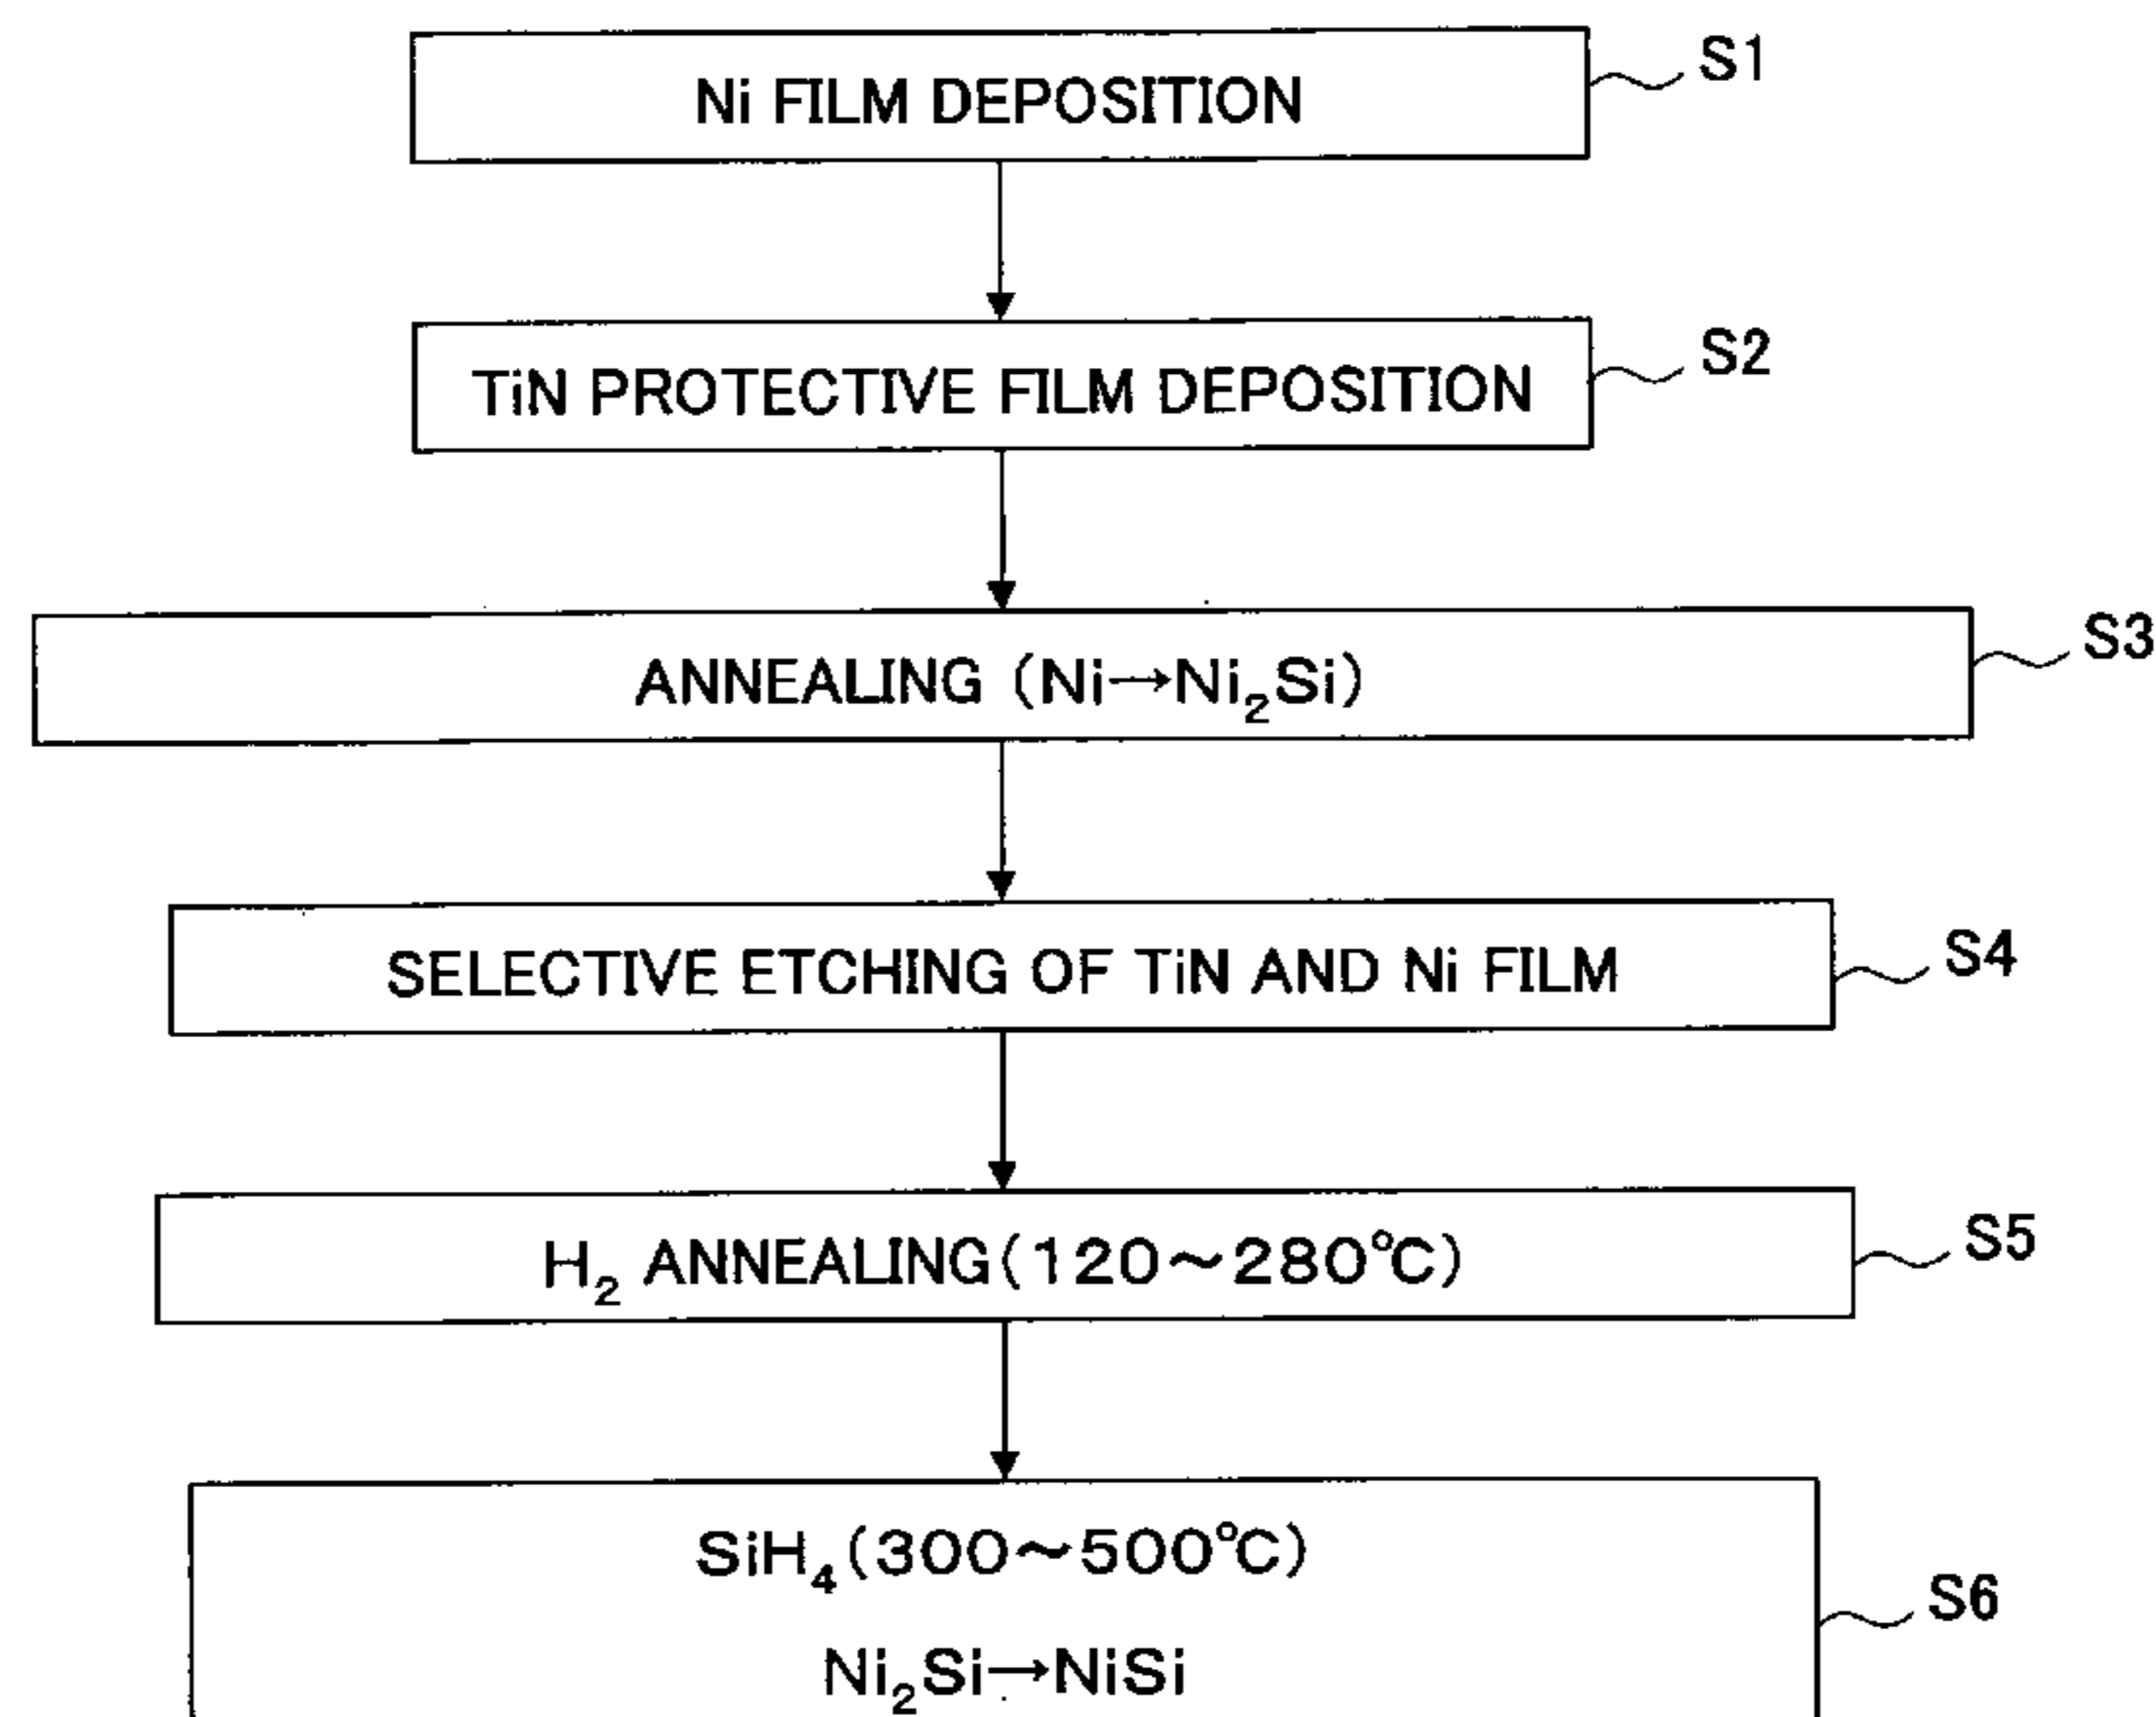 Ni FILM DEPOSITION
S1
TiN PROTECTIVE FILM DEPOSITION
S2
ANNEALING (Ni→Ni₂Si)
S3
SELECTIVE ETCHING OF TiN AND Ni FILM
S4
H₂ ANNEALING(120～280℃)
S5
SiH₄(300～500℃)
Ni₂Si→NiSi
S6